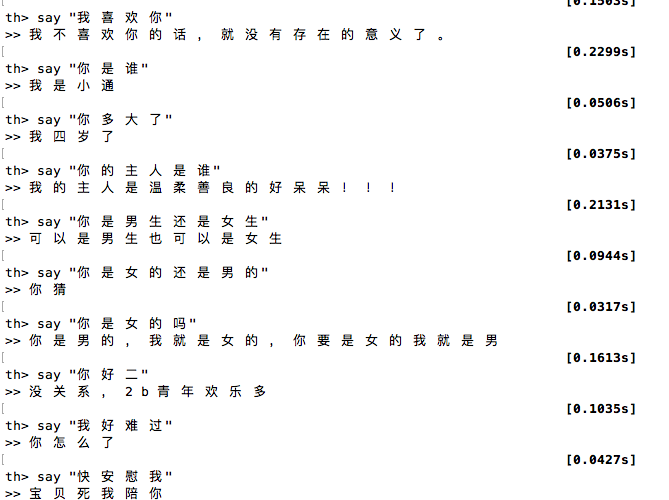 [0.1503s]
th> say "我 喜 欢 你"
>> 我 不 喜 欢 你 的 话 , 就 没 有 存 在 的 意 义 了 。
[0.2299s]
th> say "你 是 谁"
>> 我 是 小 通
[0.0506s]
th> say "你 多 大 了"
>> 我 四 岁 了
[0.0375s]
th> say "你 的 主 人 是 谁"
>> 我 的 主 人 是 温 柔 善 良 的 好 呆 呆 ! ! !
[0.2131s]
th> say "你 是 男 生 还 是 女 生"
>> 可 以 是 男 生 也 可 以 是 女 生
[0.0944s]
th> say "你 是 女 的 还 是 男 的"
>> 你 猜
[0.0317s]
th> say "你 是 女 的 吗"
>> 你 是 男 的 , 我 就 是 女 的 , 你 要 是 女 的 我 就 是 男
[0.1613s]
th> say "你 好 二"
>> 没 关 系 , 2 b 青 年 欢 乐 多
[0.1035s]
th> say "我 好 难 过"
>> 你 怎 么 了
[0.0427s]
th> say "快 安 慰 我"
>> 宝 贝 死 我 陪 你